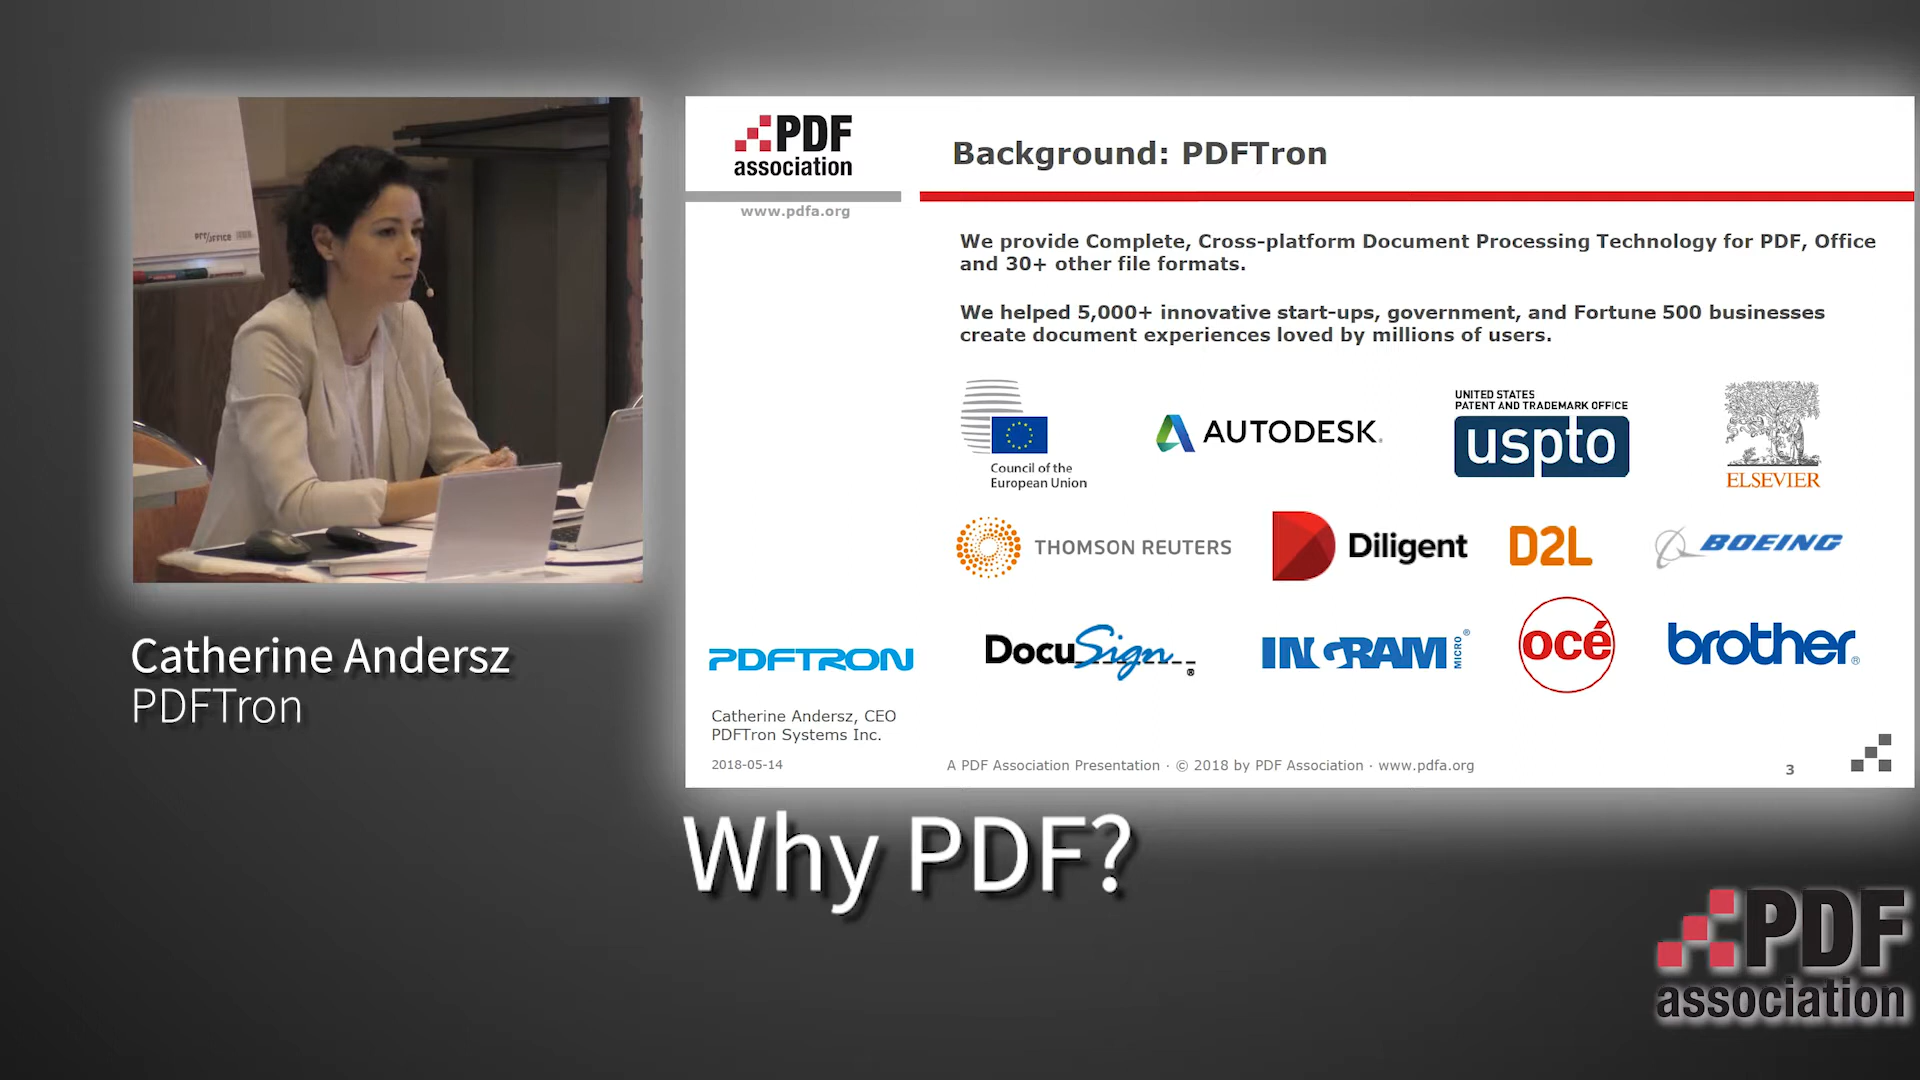 PDF
association
www.pdfa.org
Background: PDFTron
We provide Complete, Cross-platform Document Processing Technology for PDF, Office
and 30+ other file formats.
We helped 5,000+ innovative start-ups, government, and Fortune 500 businesses
create document experiences loved by millions of users.
Council of the
European Union
AUTODESK.
UNITED STATES
PATENT AND TRADEMARK OFFICE
uspto
ELSEVIER
THOMSON REUTERS
Diligent
D2L
BOEING
PDFTRON
DocuSign®
INGRAM MICRO®
océ
brother®
Catherine Andersz, CEO
PDFTron Systems Inc.
2018-05-14
A PDF Association Presentation · © 2018 by PDF Association · www.pdfa.org
3
Catherine Andersz
PDFTron
Why PDF?
PDF
association